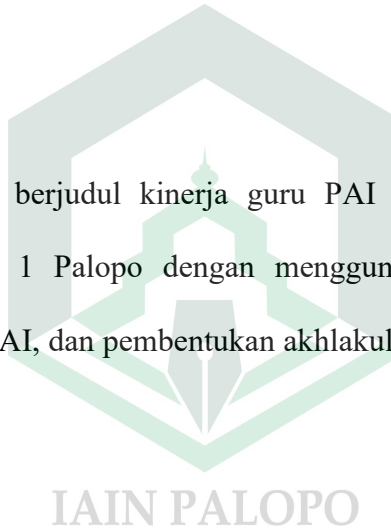 berjudul kinerja guru PAI
1 Palopo dengan menggun
AI, dan pembentukan akhlakul
IAIN PALOPO